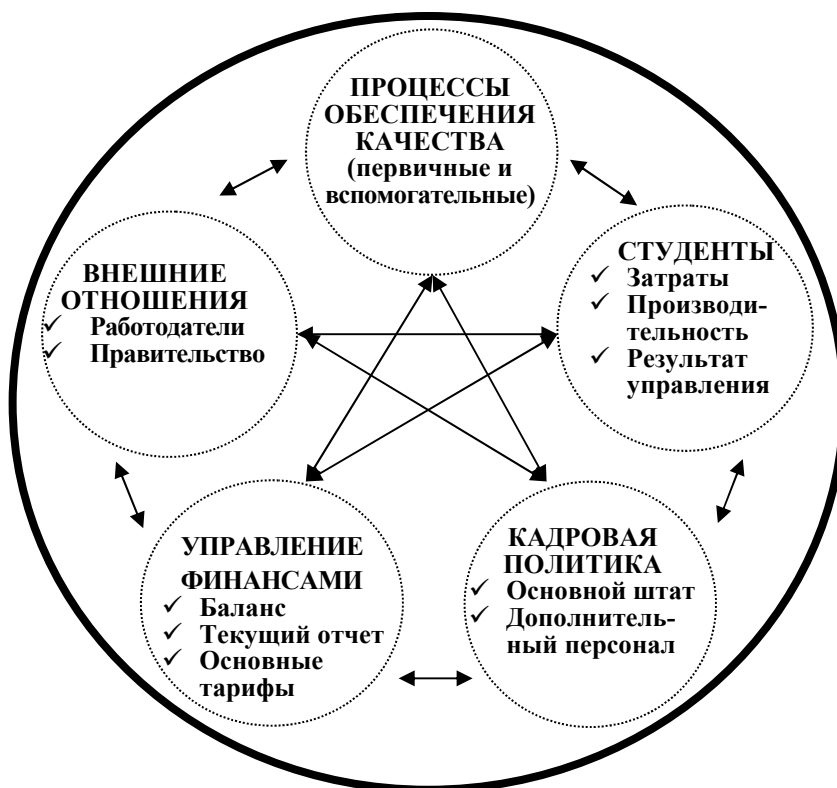 ПРОЦЕССЫ
ОБЕСПЕЧЕНИЯ
КАЧЕСТВА
(первичные и
вспомогательные)
ВНЕШНИЕ
ОТНОШЕНИЯ
✓ Работодатели
✓ Правительство
СТУДЕНТЫ
✓ Затраты
✓ Производи-
тельность
✓ Результат
управления
УПРАВЛЕНИЕ
ФИНАНСАМИ
✓ Баланс
✓ Текущий отчет
✓ Основные
тарифы
КАДРОВАЯ
ПОЛИТИКА
✓ Основной штат
✓ Дополнитель-
ный персонал